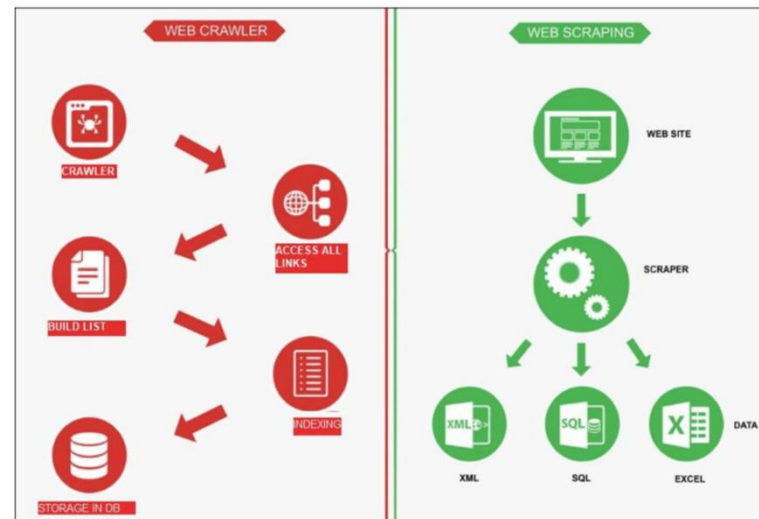 WEB CRAWLER
CRAWLER
ACCESS ALL
LINKS
BUILD LIST
INDEXING
STORAGE IN DB
WEB SCRAPING
WEB SITE
SCRAPER
XML
SQL
X
DATA
XML
SQL
EXCEL